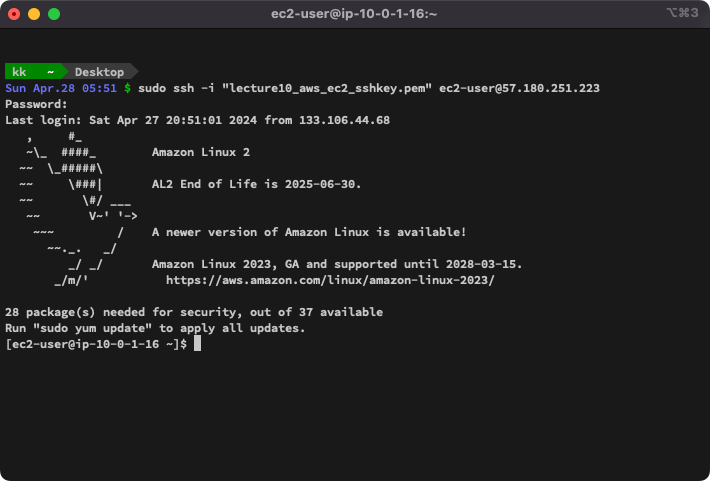 ec2-user@ip-10-0-1-16:~
⌥⌘3
kk ~ Desktop
Sun Apr.28 05:51 $ sudo ssh -i "lecture10_aws_ec2_sshkey.pem" ec2-user@57.180.251.223
Password:
Last login: Sat Apr 27 20:51:01 2024 from 133.106.44.68
   ,     #_
   ~\_  ####_        Amazon Linux 2
  ~~  \_#####\
  ~~     \###|       AL2 End of Life is 2025-06-30.
  ~~       \#/ ___
   ~~       V~' '->
    ~~~         /    A newer version of Amazon Linux is available!
      ~~._.   _/
         _/ _/       Amazon Linux 2023, GA and supported until 2028-03-15.
       _/m/'           https://aws.amazon.com/linux/amazon-linux-2023/
28 package(s) needed for security, out of 37 available
Run "sudo yum update" to apply all updates.
[ec2-user@ip-10-0-1-16 ~]$